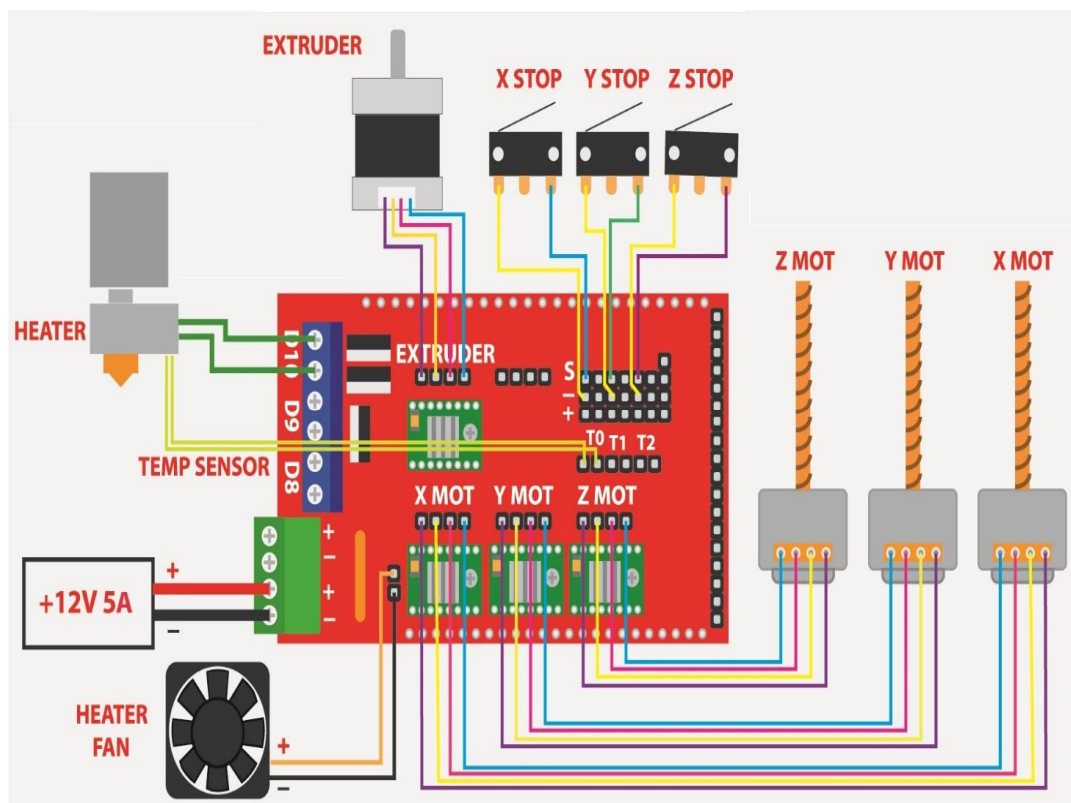 EXTRUDER
X STOP
Y STOP
Z STOP
Z MOT
Y MOT
X MOT
HEATER
D10
EXTRUDER
S
−
+
D9
T0
T1
T2
TEMP SENSOR
D8
X MOT
Y MOT
Z MOT
+
−
+
−
+
+12V 5A
−
HEATER
FAN
+
−